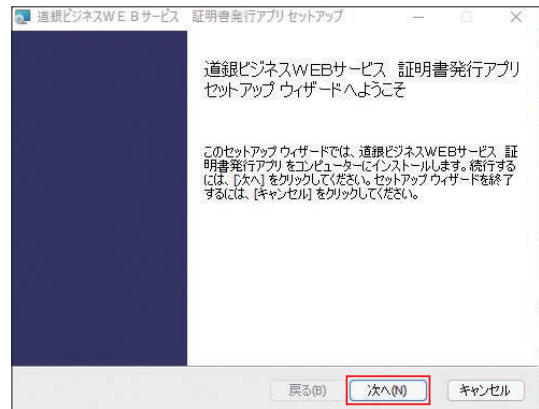 道銀ビジネスWEBサービス 証明書発行アプリ セットアップ
道銀ビジネスWEBサービス 証明書発行アプリ
セットアップ ウィザードへようこそ
このセットアップ ウィザードでは、道銀ビジネスWEBサービス 証
明書発行アプリ をコンピューターにインストールします。続行する
には、[次へ] をクリックしてください。セットアップ ウィザードを終了
するには、[キャンセル] をクリックしてください。
戻る(B) 次へ(N) キャンセル